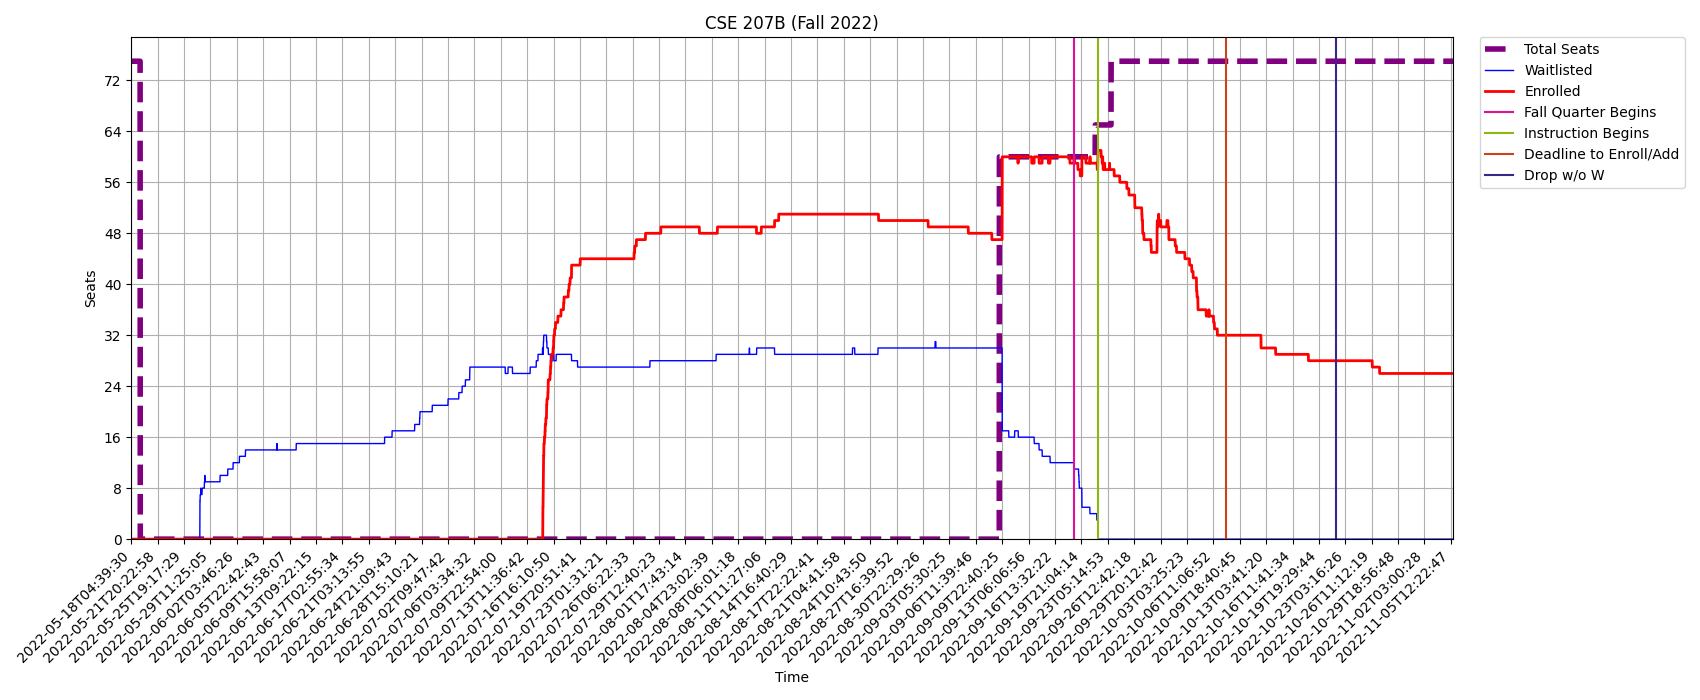 CSE 207B (Fall 2022)
Total Seats
Waitlisted
Enrolled
Fall Quarter Begins
Instruction Begins
Deadline to Enroll/Add
Drop w/o W
Seats
72
64
56
48
40
32
24
16
8
0
2022-05-18T04:39:30
2022-05-21T20:22:58
2022-05-25T19:17:29
2022-05-29T11:25:05
2022-06-02T03:46:26
2022-06-05T22:42:43
2022-06-09T15:58:07
2022-06-13T09:22:15
2022-06-17T02:55:34
2022-06-21T03:13:55
2022-06-24T21:09:43
2022-06-28T15:10:21
2022-07-02T09:47:42
2022-07-06T03:34:32
2022-07-09T22:54:00
2022-07-13T11:36:42
2022-07-16T16:10:50
2022-07-19T20:51:41
2022-07-23T01:31:21
2022-07-26T06:22:33
2022-07-29T12:40:23
2022-08-01T17:43:14
2022-08-04T23:02:39
2022-08-08T06:01:18
2022-08-11T11:27:06
2022-08-14T16:40:29
2022-08-17T22:22:41
2022-08-21T04:41:58
2022-08-24T10:43:50
2022-08-27T16:39:52
2022-08-30T22:29:26
2022-09-03T05:30:25
2022-09-06T11:39:46
2022-09-09T22:40:25
2022-09-13T06:06:56
2022-09-16T13:32:22
2022-09-19T21:04:14
2022-09-23T05:14:53
2022-09-26T12:42:18
2022-09-29T20:12:42
2022-10-03T03:25:23
2022-10-06T11:06:52
2022-10-09T18:40:45
2022-10-13T03:41:20
2022-10-16T11:41:34
2022-10-19T19:29:44
2022-10-23T03:16:26
2022-10-26T11:12:19
2022-10-29T18:56:48
2022-11-02T03:00:28
2022-11-05T12:22:47
Time